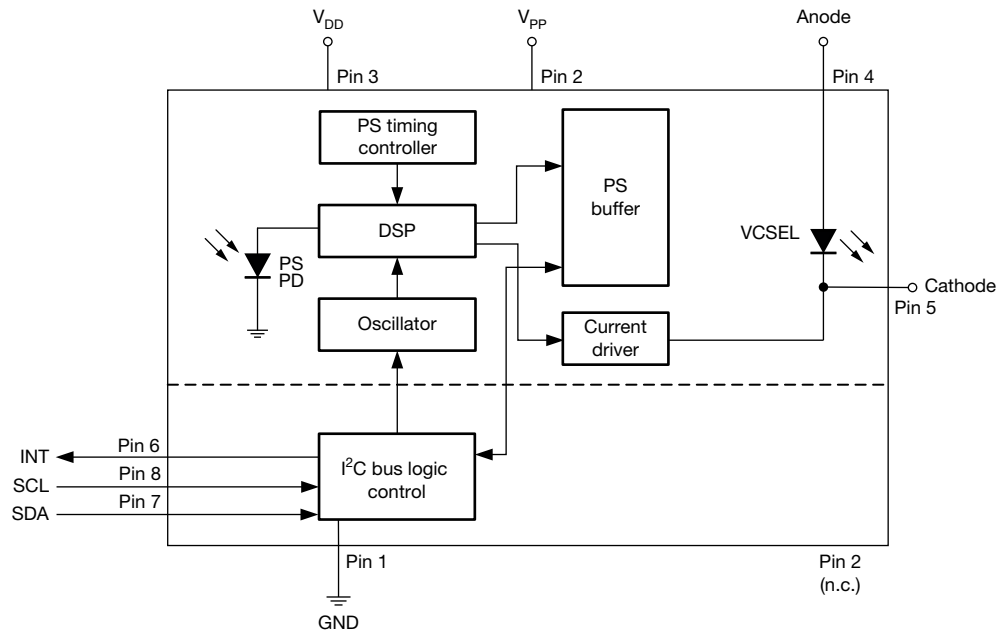 V_DD
V_PP
Anode
Pin 3
Pin 2
Pin 4
PS timing
controller
PS
buffer
DSP
VCSEL
PS
PD
Cathode
Pin 5
Oscillator
Current
driver
INT
Pin 6
SCL
Pin 8
SDA
Pin 7
I²C bus logic
control
Pin 1
GND
Pin 2
(n.c.)